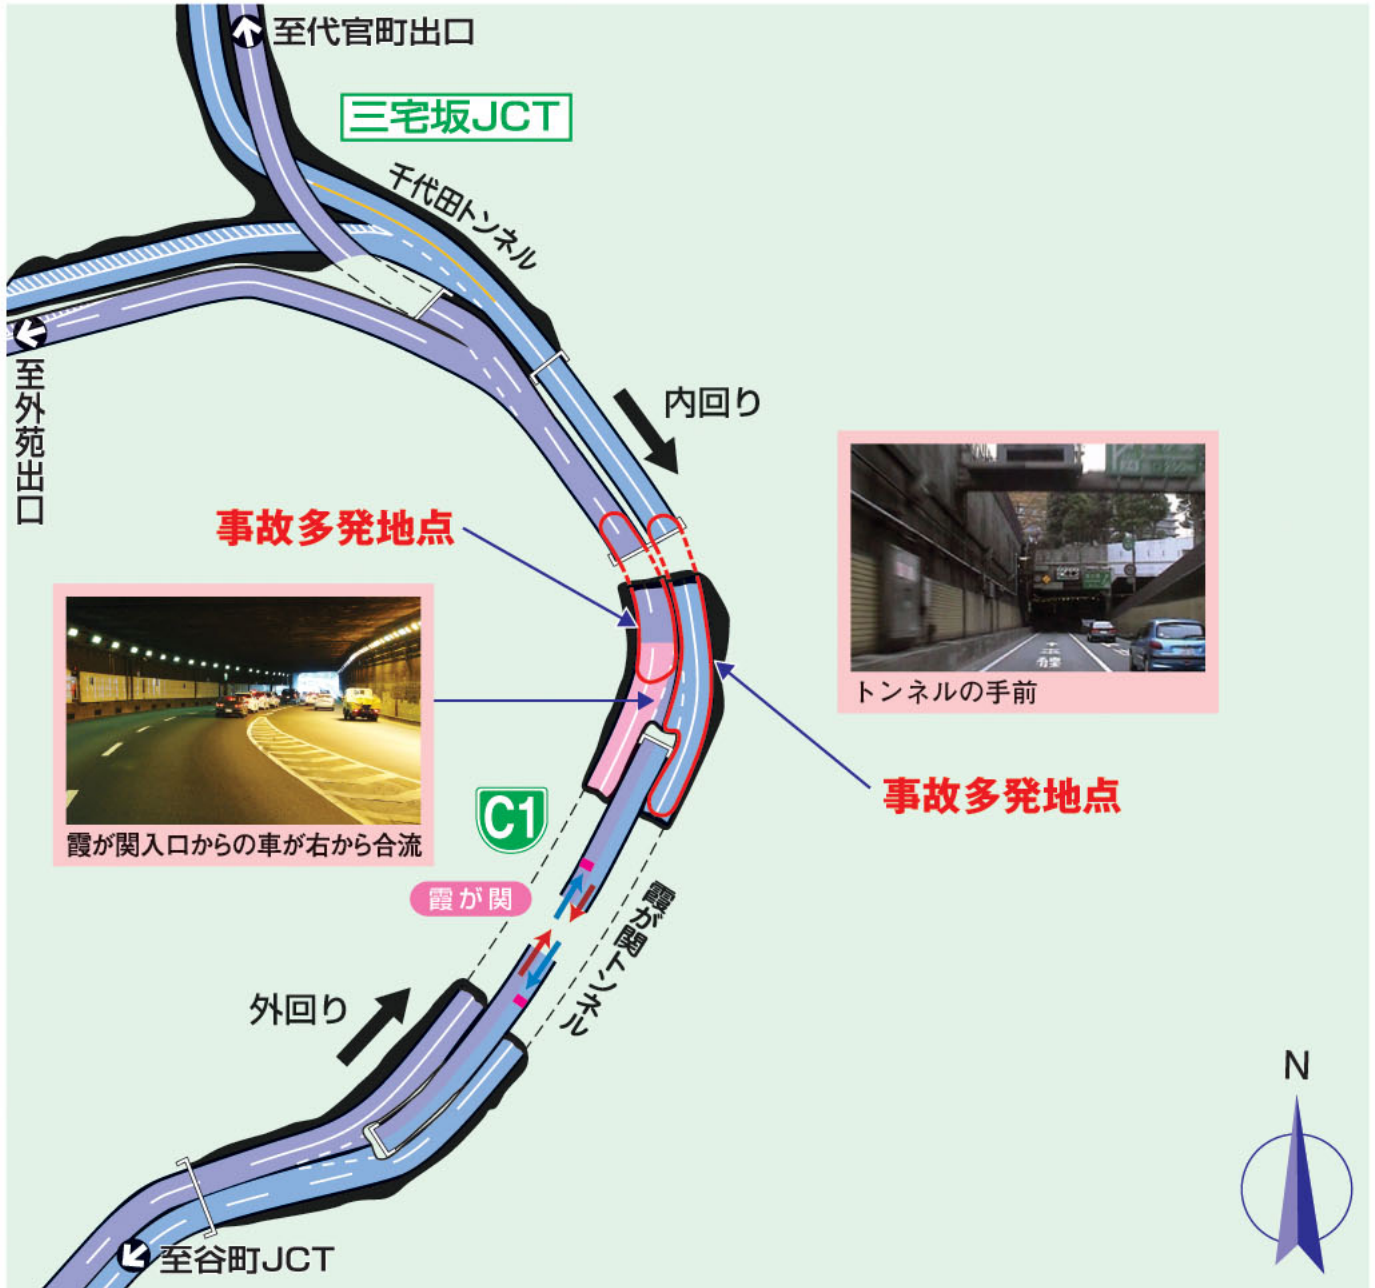 至代官町出口
三宅坂JCT
千代田トンネル
至外苑出口
内回り
事故多発地点
トンネルの手前
霞が関入口からの車が右から合流
事故多発地点
C1
霞が関
霞が関トンネル
外回り
N
至谷町JCT